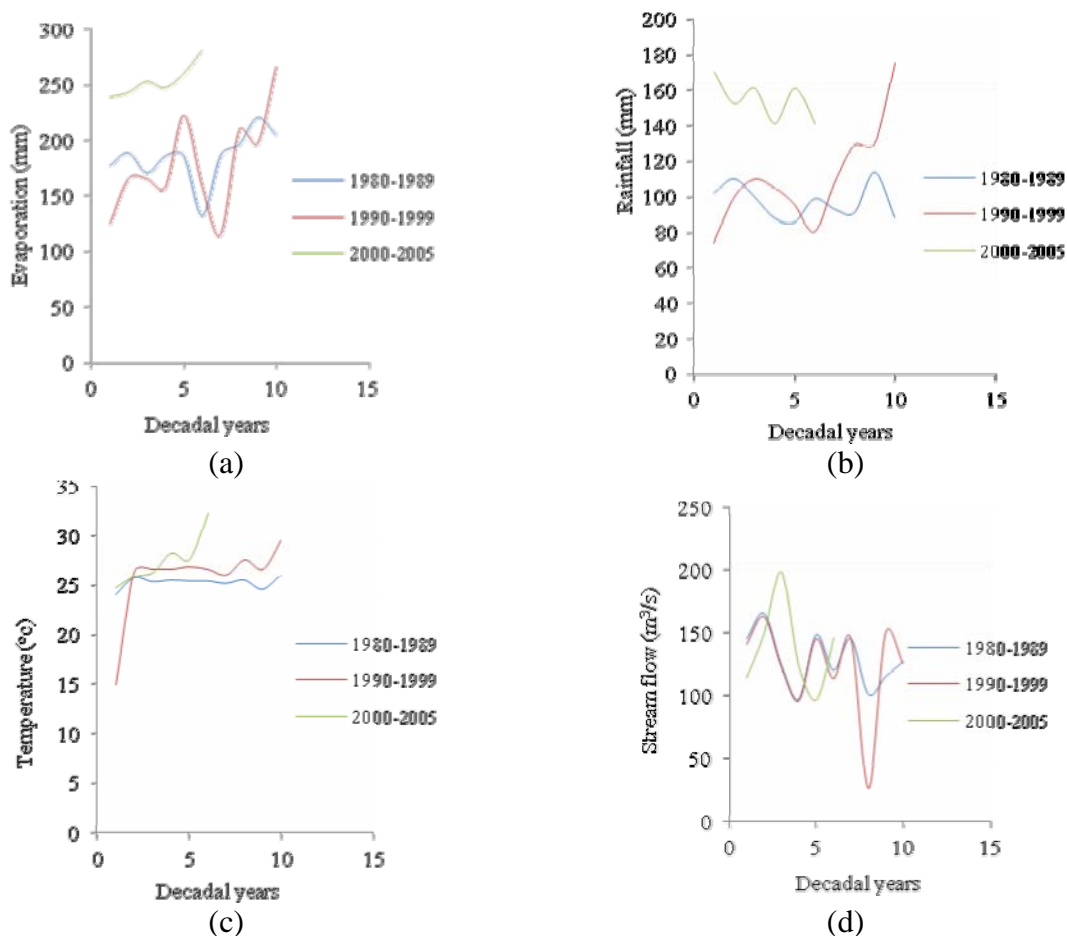 300
250
200
150
100
50
0
0 5 10 15
Evaporation (mm)
Decadal years
1980-1989
1990-1999
2000-2005
(a)
200
180
160
140
120
100
80
60
40
20
0
0 5 10 15
Rainfall (mm)
Decadal years
1980-1989
1990-1999
2000-2005
(b)
35
30
25
20
15
10
5
0
0 5 10 15
Temperature (°c)
Decadal years
1980-1989
1990-1999
2000-2005
(c)
250
200
150
100
50
0
0 5 10 15
Stream flow (m³/s)
Decadal years
1980-1989
1990-1999
2000-2005
(d)